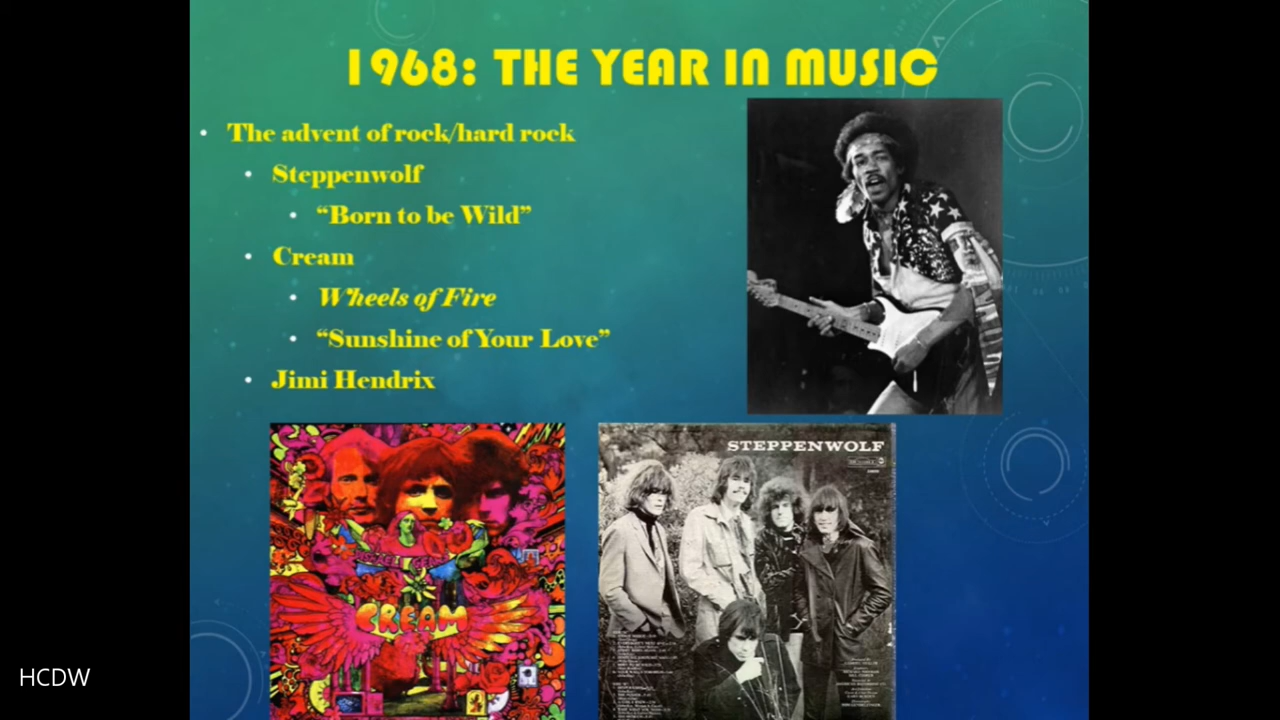 1968: THE YEAR IN MUSIC
• The advent of rock/hard rock
• Steppenwolf
• “Born to be Wild”
• Cream
• Wheels of Fire
• “Sunshine of Your Love”
• Jimi Hendrix
STEPPENWOLF
CREAM
HCDW